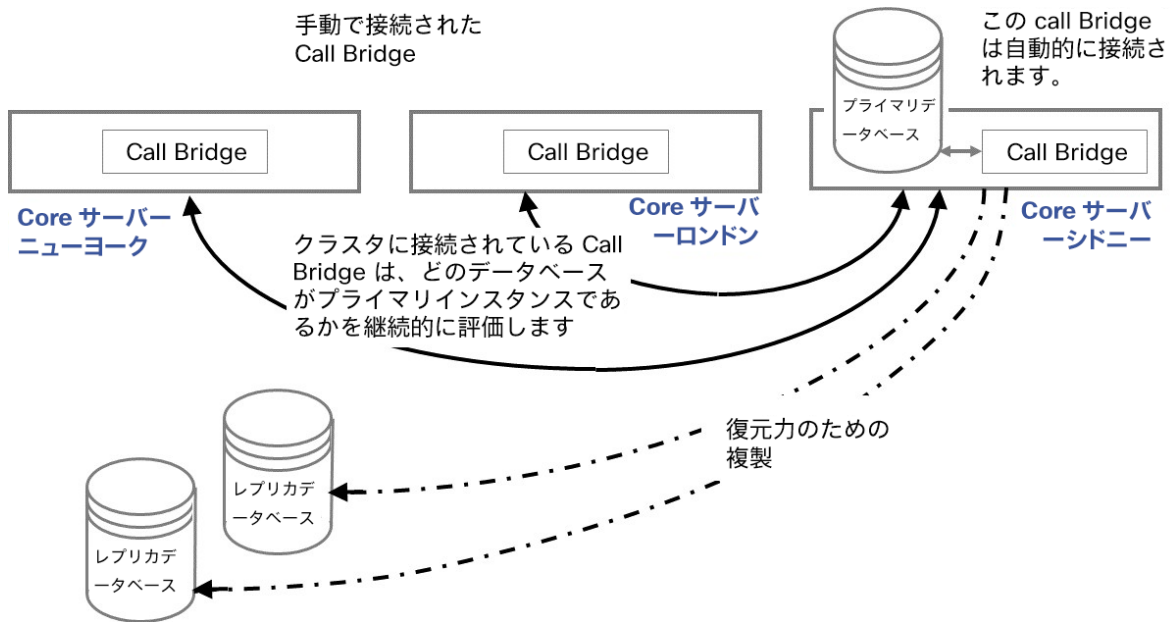 手動で接続された
Call Bridge
この call Bridge
は自動的に接続さ
れます。
プライマリデ
ータベース
Call Bridge
Call Bridge
Call Bridge
Core サーバー
ニューヨーク
Core サーバ
ーロンドン
Core サーバ
ーシドニー
クラスタに接続されている Call
Bridge は、どのデータベース
がプライマリインスタンスであ
るかを継続的に評価します
復元力のための
複製
レプリカデ
ータベース
レプリカデ
ータベース